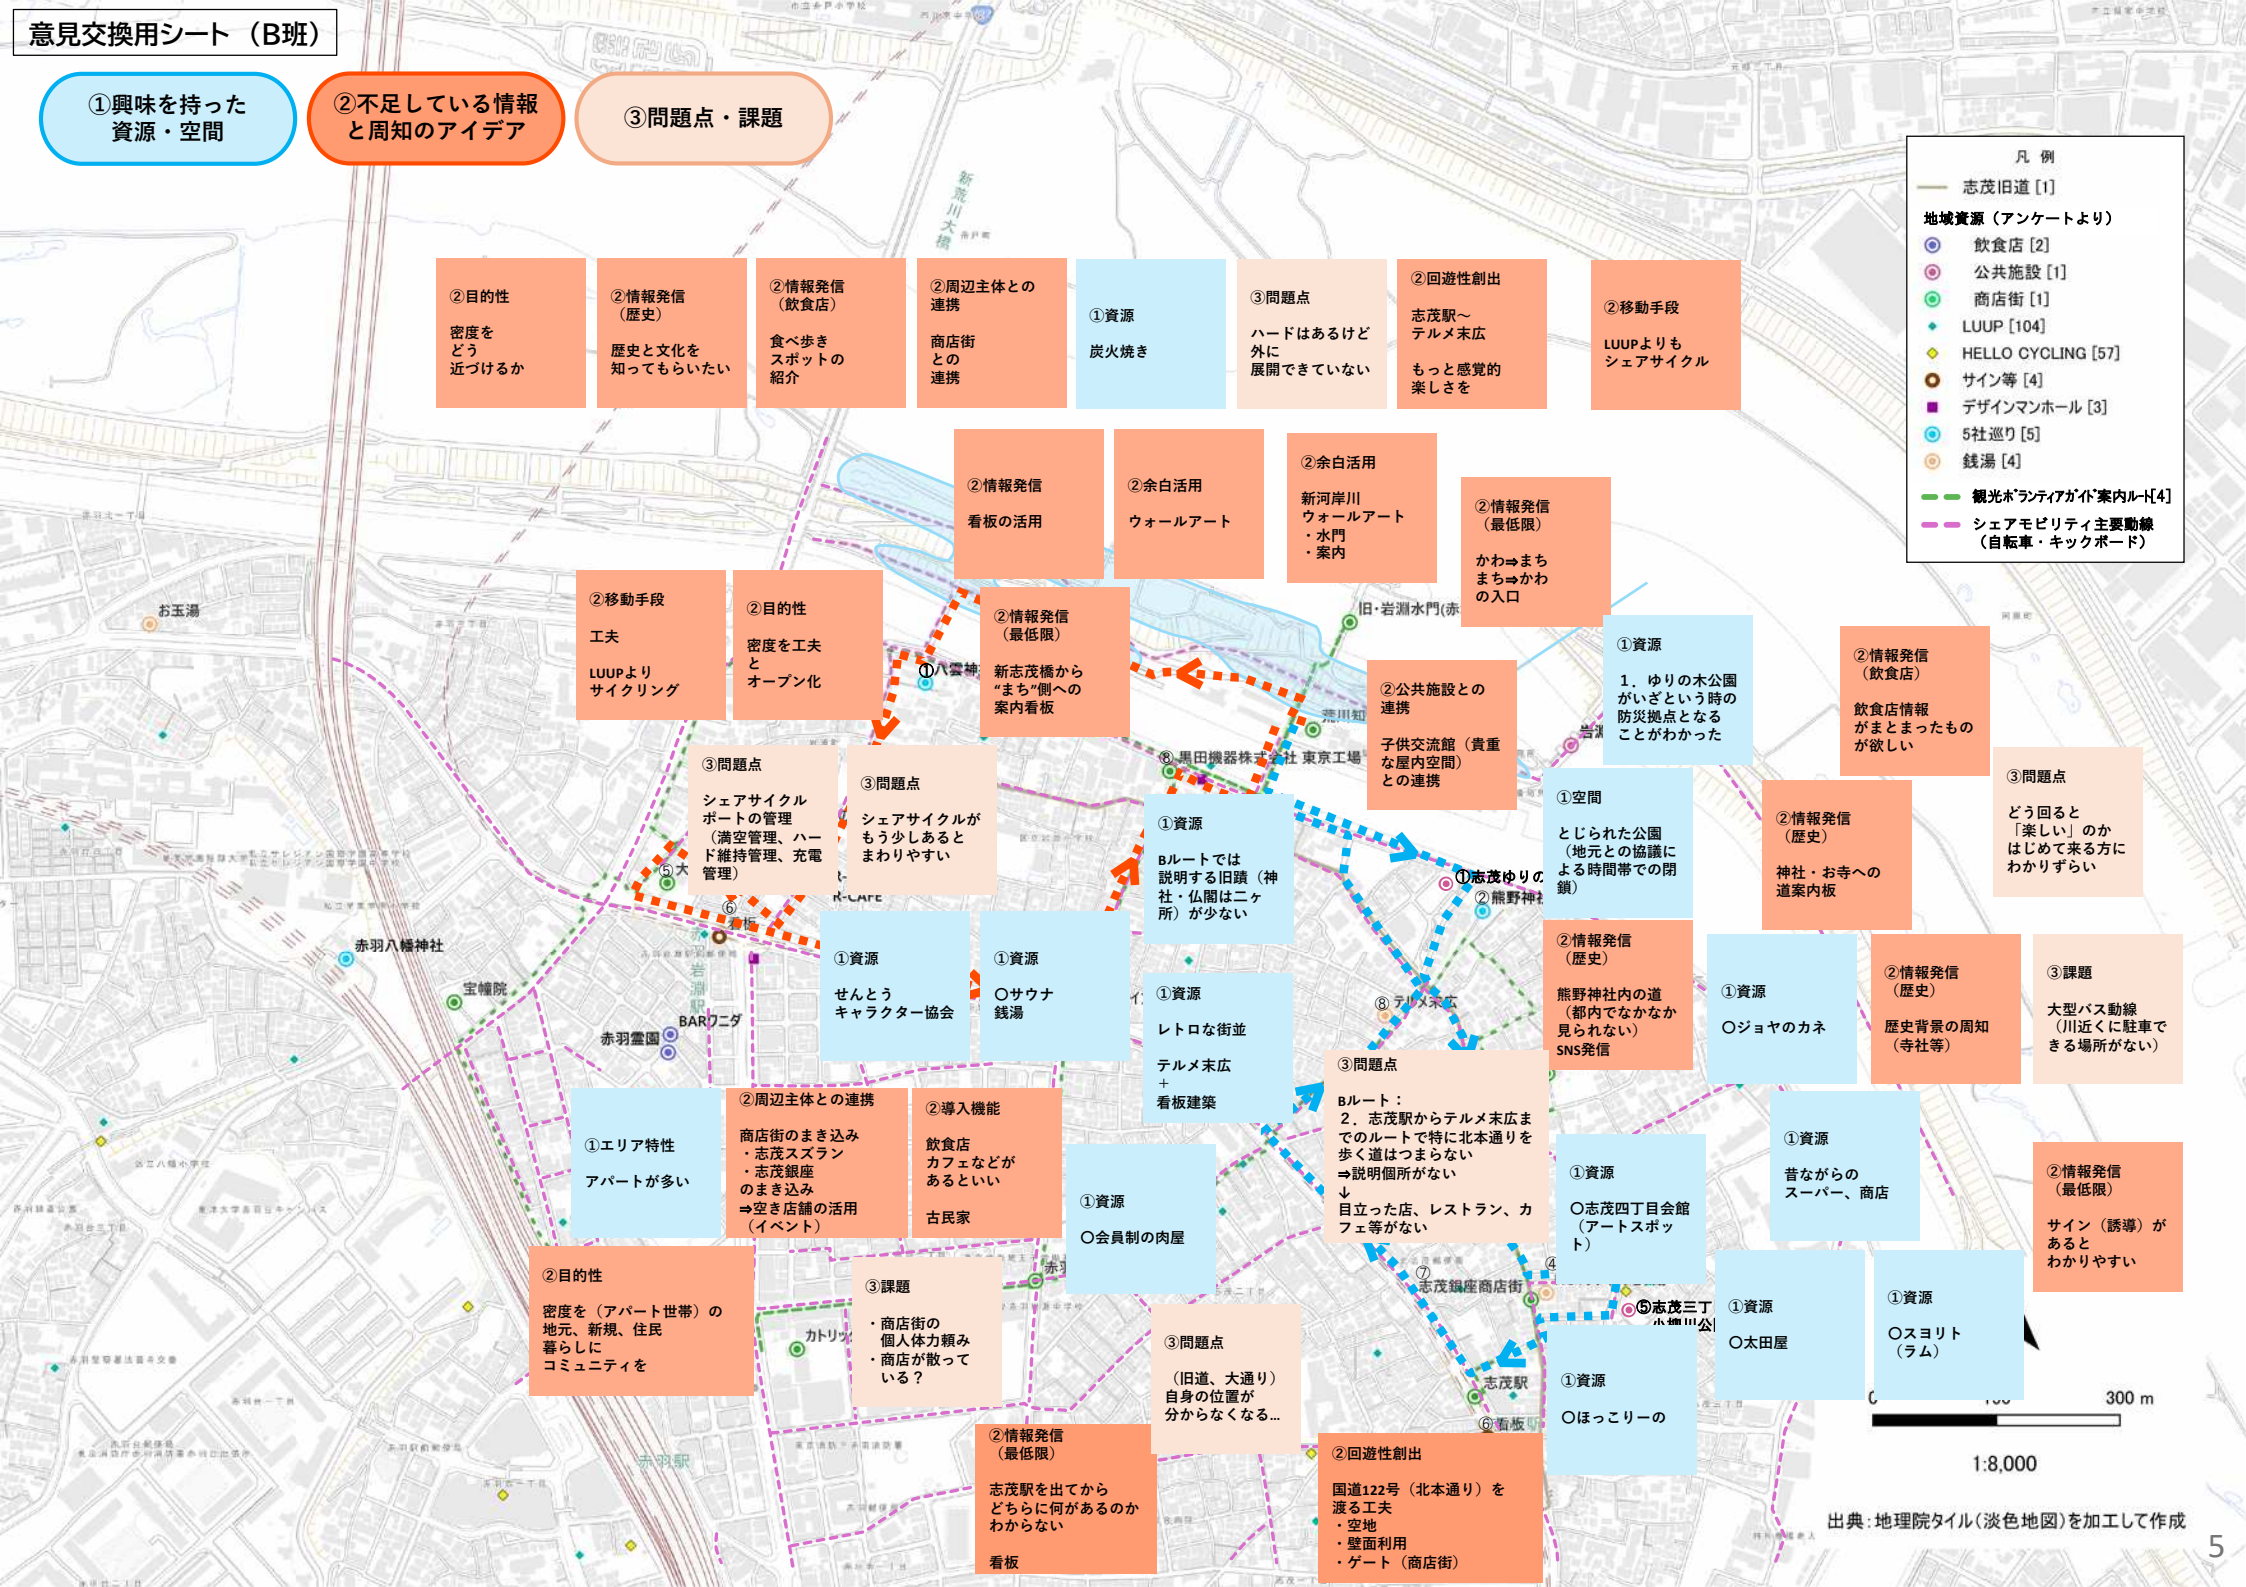 意見交換用シート（B班）
①興味を持った
資源・空間
②不足している情報
と周知のアイデア
③問題点・課題
新荒川大橋
凡 例
志茂旧道 [1]
地域資源（アンケートより）
飲食店 [2]
公共施設 [1]
商店街 [1]
LUUP [104]
HELLO CYCLING [57]
サイン等 [4]
デザインマンホール [3]
5社巡り [5]
銭湯 [4]
観光ボランティアガイド案内ルート[4]
シェアモビリティ主要動線
（自転車・キックボード）
②目的性
密度を
どう
近づけるか
②情報発信
（歴史）
歴史と文化を
知ってもらいたい
②情報発信
（飲食店）
食べ歩き
スポットの
紹介
②周辺主体との
連携
商店街
との
連携
①資源
炭火焼き
③問題点
ハードはあるけど
外に
展開できていない
②回遊性創出
志茂駅～
テルメ末広
もっと感覚的
楽しさを
②移動手段
LUUPよりも
シェアサイクル
②情報発信
看板の活用
②余白活用
ウォールアート
②余白活用
新河岸川
ウォールアート
・水門
・案内
②情報発信
（最低限）
かわ⇒まち
まち⇒かわ
の入口
お玉湯
②移動手段
工夫
LUUPより
サイクリング
②目的性
密度を工夫
と
オープン化
①八雲神
②情報発信
（最低限）
新志茂橋から
“まち”側への
案内看板
旧・岩淵水門(赤
荒川知
②公共施設との
連携
子供交流館（貴重
な屋内空間）
との連携
岩淵
①資源
１．ゆりの木公園
がいざという時の
防災拠点となる
ことがわかった
②情報発信
（飲食店）
飲食店情報
がまとまったもの
が欲しい
③問題点
どう回ると
「楽しい」のか
はじめて来る方に
わかりずらい
③問題点
シェアサイクル
ポートの管理
（満空管理、ハー
ド維持管理、充電
管理）
③問題点
シェアサイクルが
もう少しあると
まわりやすい
⑧黒田機器株式会社 東京工場
①資源
Bルートでは
説明する旧蹟（神
社・仏閣は二ヶ
所）が少ない
①空間
とじられた公園
（地元との協議に
よる時間帯での閉
鎖）
②情報発信
（歴史）
神社・お寺への
道案内板
⑤大
R-CAFE
⑥
看板
①志茂ゆりの
②熊野神社
赤羽八幡神社
宝幢院
赤羽岩淵駅
BARワニダ
赤羽霊園
①資源
せんとう
キャラクター協会
①資源
〇サウナ
銭湯
①資源
レトロな街並
テルメ末広
＋
看板建築
⑧テルメ末広
②情報発信
（歴史）
熊野神社内の道
（都内でなかなか
見られない）
SNS発信
①資源
〇ジョヤのカネ
②情報発信
（歴史）
歴史背景の周知
（寺社等）
③課題
大型バス動線
（川近くに駐車で
きる場所がない）
①エリア特性
アパートが多い
②周辺主体との連携
商店街のまき込み
・志茂スズラン
・志茂銀座
のまき込み
⇒空き店舗の活用
（イベント）
②導入機能
飲食店
カフェなどが
あるといい
古民家
①資源
〇会員制の肉屋
③問題点
Bルート：
２．志茂駅からテルメ末広ま
でのルートで特に北本通りを
歩く道はつまらない
⇒説明個所がない
↓
目立った店、レストラン、カ
フェ等がない
①資源
〇志茂四丁目会館
（アートスポッ
ト）
①資源
昔ながらの
スーパー、商店
②情報発信
（最低限）
サイン（誘導）が
あると
わかりやすい
②目的性
密度を（アパート世帯）の
地元、新規、住民
暮らしに
コミュニティを
③課題
・商店街の
個人体力頼み
・商店が散って
いる？
赤羽
カトリッ
③問題点
（旧道、大通り）
自身の位置が
分からなくなる…
⑦
志茂銀座商店街
④
⑤志茂三丁
小柳川公
①資源
〇太田屋
①資源
〇スヨリト
（ラム）
志茂駅
⑥看板
①資源
〇ほっこりーの
赤羽駅
②情報発信
（最低限）
志茂駅を出てから
どちらに何があるのか
わからない
看板
②回遊性創出
国道122号（北本通り）を
渡る工夫
・空地
・壁面利用
・ゲート（商店街）
300 m
1:8,000
出典:地理院タイル(淡色地図)を加工して作成
5